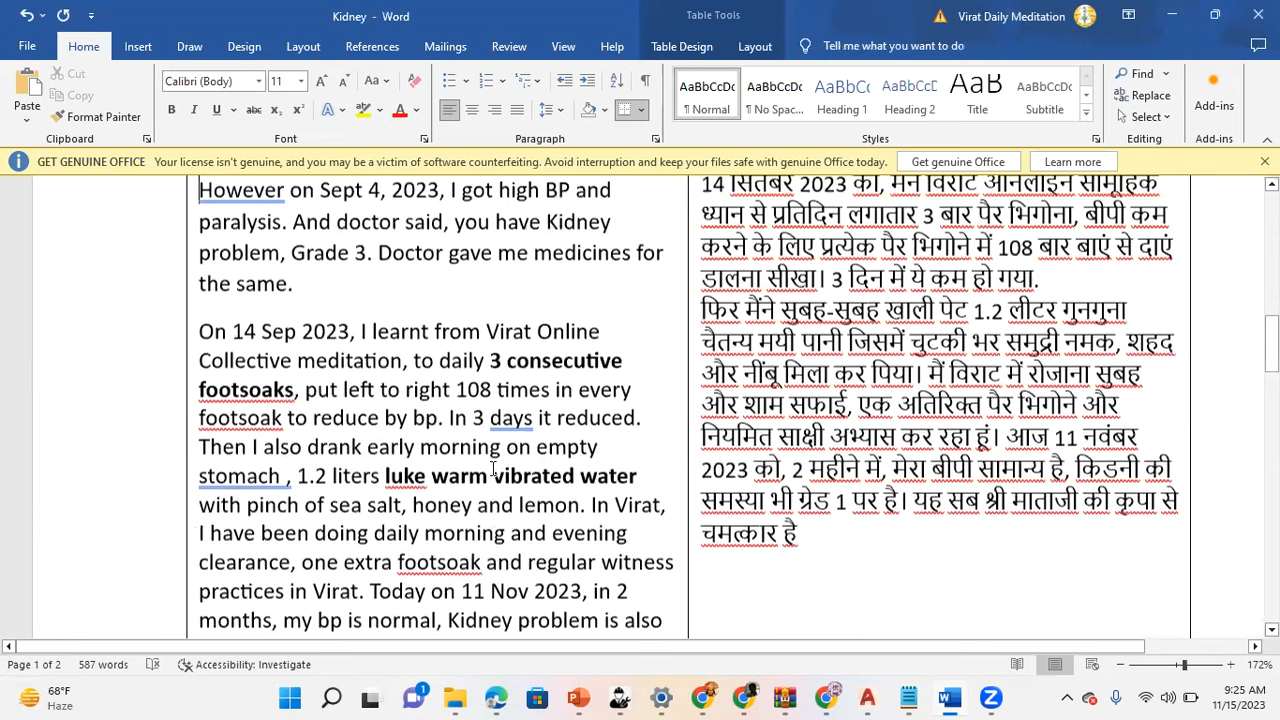 Kidney - Word
Table Tools
Virat Daily Meditation
File Home Insert Draw Design Layout References Mailings Review View Help Table Design Layout Tell me what you want to do
Paste
Cut
Copy
Format Painter
Clipboard
Calibri (Body) 11
Font
Paragraph
AaBbCcDc ¶ Normal
AaBbCcDc ¶ No Spac...
AaBbCc Heading 1
AaBbCcD Heading 2
AaB Title
AaBbCcD Subtitle
Styles
Find
Replace
Select
Editing
Add-ins
Add-ins
GET GENUINE OFFICE Your license isn't genuine, and you may be a victim of software counterfeiting. Avoid interruption and keep your files safe with genuine Office today. Get genuine Office Learn more
However on Sept 4, 2023, I got high BP and
paralysis. And doctor said, you have Kidney
problem, Grade 3. Doctor gave me medicines for
the same.
On 14 Sep 2023, I learnt from Virat Online
Collective meditation, to daily 3 consecutive
footsoaks, put left to right 108 times in every
footsoak to reduce by bp. In 3 days it reduced.
Then I also drank early morning on empty
stomach , 1.2 liters luke warm vibrated water
with pinch of sea salt, honey and lemon. In Virat,
I have been doing daily morning and evening
clearance, one extra footsoak and regular witness
practices in Virat. Today on 11 Nov 2023, in 2
months, my bp is normal, Kidney problem is also
14 सितंबर 2023 को, मैंने विराट ऑनलाइन सामूहिक
ध्यान से प्रतिदिन लगातार 3 बार पैर भिगोना, बीपी कम
करने के लिए प्रत्येक पैर भिगोने में 108 बार बाएं से दाएं
डालना सीखा। 3 दिन में ये कम हो गया.
फिर मैंने सुबह-सुबह खाली पेट 1.2 लीटर गुनगुना
चैतन्य मयी पानी जिसमें चुटकी भर समुद्री नमक, शहद
और नींबू मिला कर पिया। मैं विराट में रोजाना सुबह
और शाम सफाई, एक अतिरिक्त पैर भिगोने और
नियमित साक्षी अभ्यास कर रहा हूं। आज 11 नवंबर
2023 को, 2 महीने में, मेरा बीपी सामान्य है, किडनी की
समस्या भी ग्रेड 1 पर है। यह सब श्री माताजी की कृपा से
चमत्कार है
Page 1 of 2 587 words Accessibility: Investigate 172%
68°F
Haze
9:25 AM
11/15/2023